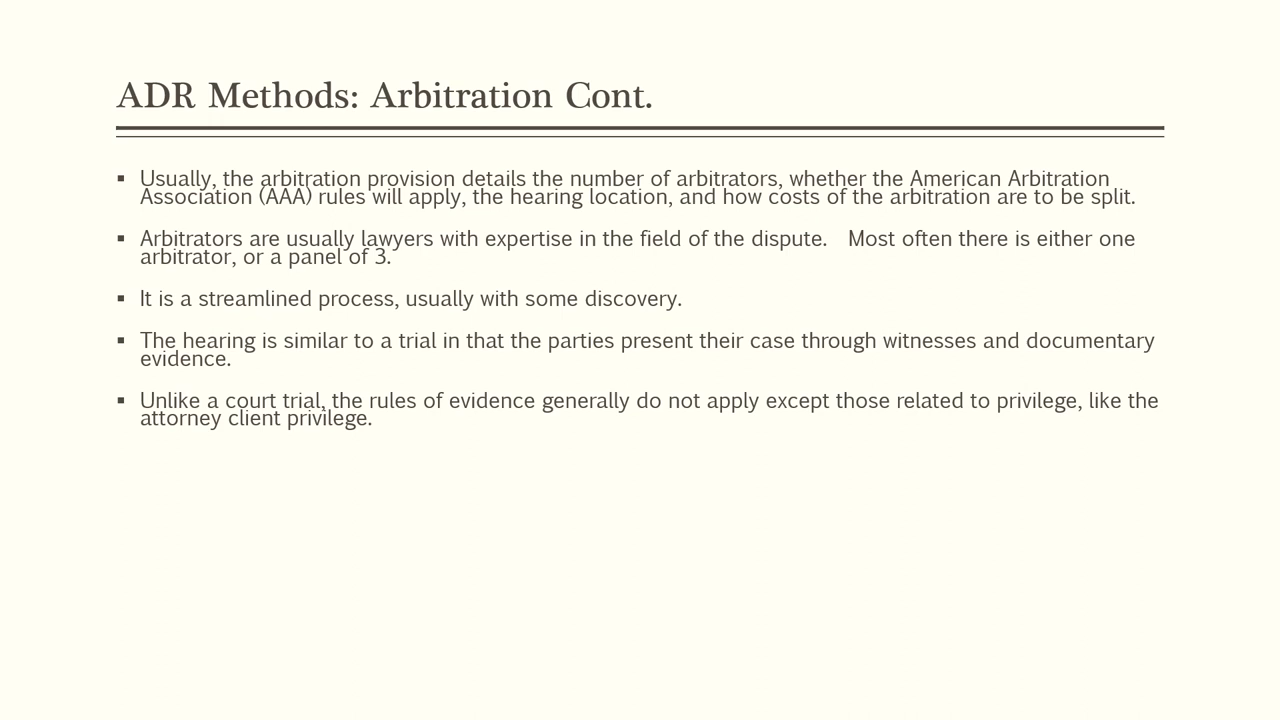 ADR Methods: Arbitration Cont.
▪ Usually, the arbitration provision details the number of arbitrators, whether the American Arbitration
Association (AAA) rules will apply, the hearing location, and how costs of the arbitration are to be split.
▪ Arbitrators are usually lawyers with expertise in the field of the dispute.   Most often there is either one
arbitrator, or a panel of 3.
▪ It is a streamlined process, usually with some discovery.
▪ The hearing is similar to a trial in that the parties present their case through witnesses and documentary
evidence.
▪ Unlike a court trial, the rules of evidence generally do not apply except those related to privilege, like the
attorney client privilege.